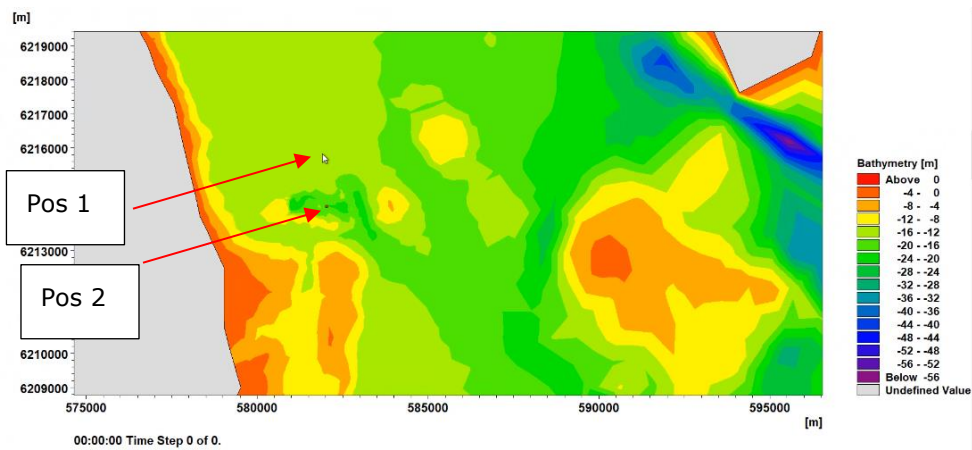 [m]
6219000
6218000
6217000
6216000
Pos 1
6213000
Pos 2
6210000
6209000
575000 580000 585000 590000 595000
[m]
00:00:00 Time Step 0 of 0.
Bathymetry [m]
Above 0
-4 - 0
-8 - -4
-12 - -8
-16 - -12
-20 - -16
-24 - -20
-28 - -24
-32 - -28
-36 - -32
-40 - -36
-44 - -40
-48 - -44
-52 - -48
-56 - -52
Below -56
Undefined Value